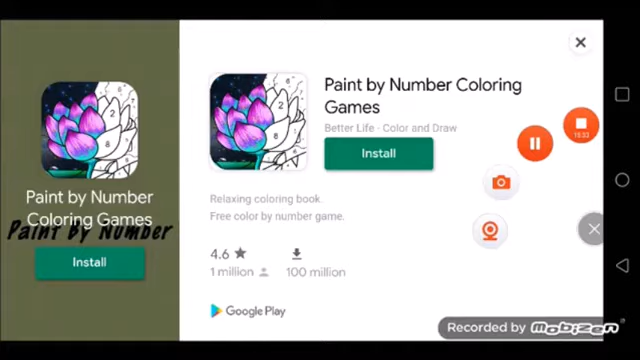 Paint by Number
Coloring Games
Paint by Number
Install
Paint by Number Coloring
Games
Better Life · Color and Draw
Install
Relaxing coloring book.
Free color by number game.
4.6 ★
1 million
100 million
Google Play
15:33
Recorded by Mobizen